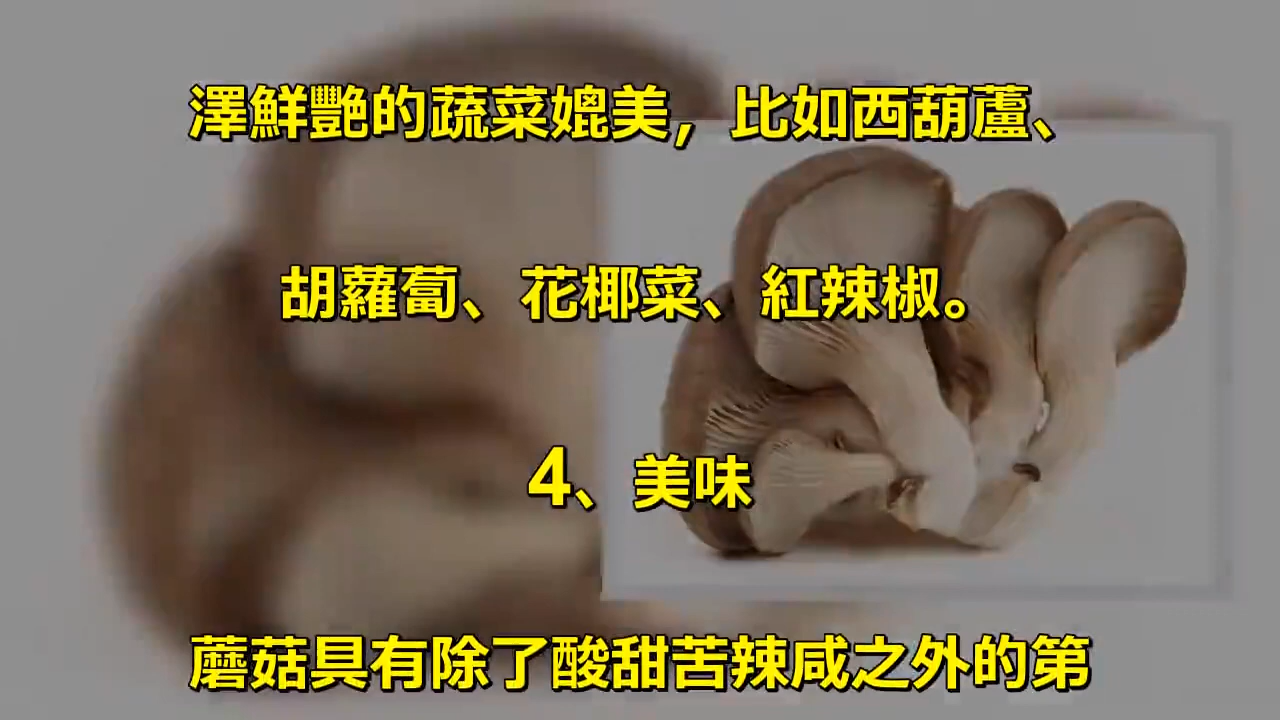 澤鮮艷的蔬菜媲美，比如西葫蘆、
胡蘿蔔、花椰菜、紅辣椒。
4、美味
蘑菇具有除了酸甜苦辣咸之外的第